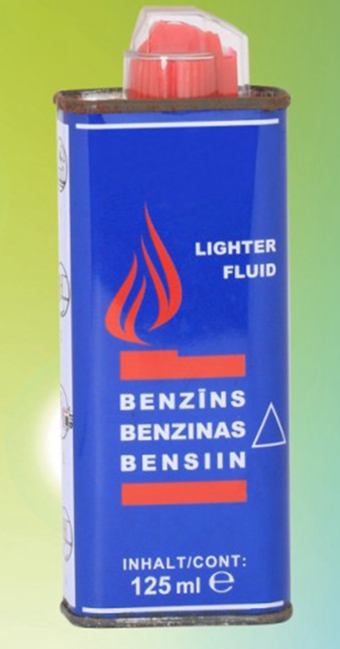 LIGHTER
FLUID
BENZĪNS
BENZINAS
BENSIIN
INHALT/CONT:
125 ml ℮